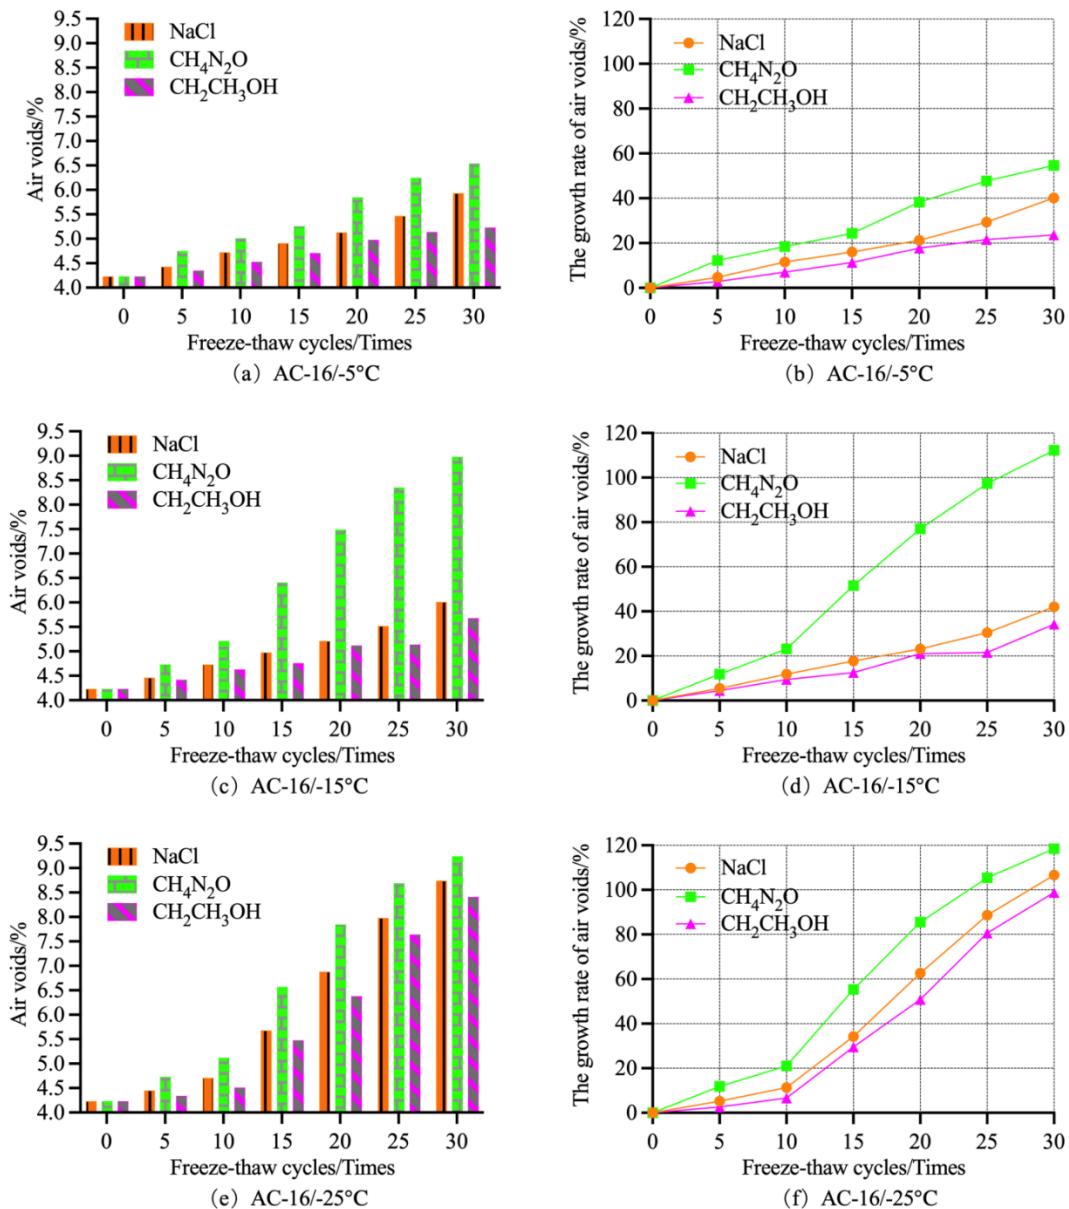 9.5
9.0
8.5
8.0
7.5
7.0
6.5
6.0
5.5
5.0
4.5
4.0
Air voids/%
NaCl
CH₄N₂O
CH₂CH₃OH
0 5 10 15 20 25 30
Freeze-thaw cycles/Times
(a) AC-16/-5°C
120
100
80
60
40
20
0
The growth rate of air voids/%
NaCl
CH₄N₂O
CH₂CH₃OH
0 5 10 15 20 25 30
Freeze-thaw cycles/Times
(b) AC-16/-5°C
9.5
9.0
8.5
8.0
7.5
7.0
6.5
6.0
5.5
5.0
4.5
4.0
Air voids/%
NaCl
CH₄N₂O
CH₂CH₃OH
0 5 10 15 20 25 30
Freeze-thaw cycles/Times
(c) AC-16/-15°C
120
100
80
60
40
20
0
The growth rate of air voids/%
NaCl
CH₄N₂O
CH₂CH₃OH
0 5 10 15 20 25 30
Freeze-thaw cycles/Times
(d) AC-16/-15°C
9.5
9.0
8.5
8.0
7.5
7.0
6.5
6.0
5.5
5.0
4.5
4.0
Air voids/%
NaCl
CH₄N₂O
CH₂CH₃OH
0 5 10 15 20 25 30
Freeze-thaw cycles/Times
(e) AC-16/-25°C
120
100
80
60
40
20
0
The growth rate of air voids/%
NaCl
CH₄N₂O
CH₂CH₃OH
0 5 10 15 20 25 30
Freeze-thaw cycles/Times
(f) AC-16/-25°C